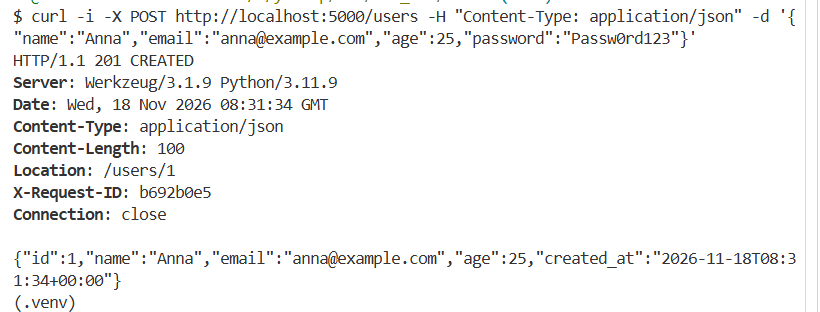 $ curl -i -X POST http://localhost:5000/users -H "Content-Type: application/json" -d '{
"name":"Anna","email":"anna@example.com","age":25,"password":"Passw0rd123"}'
HTTP/1.1 201 CREATED
Server: Werkzeug/3.1.9 Python/3.11.9
Date: Wed, 18 Nov 2026 08:31:34 GMT
Content-Type: application/json
Content-Length: 100
Location: /users/1
X-Request-ID: b692b0e5
Connection: close

{"id":1,"name":"Anna","email":"anna@example.com","age":25,"created_at":"2026-11-18T08:3
1:34+00:00"}
(.venv)